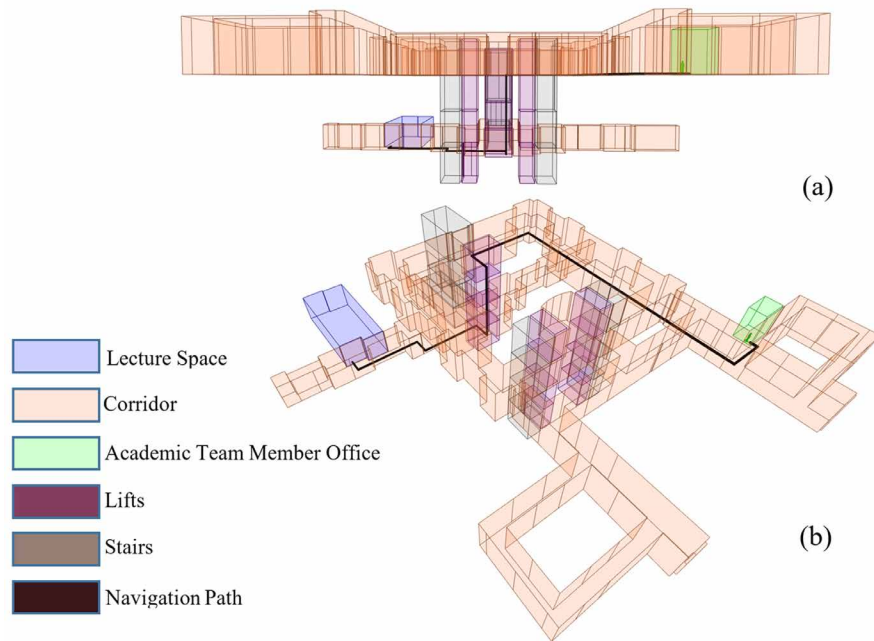 (a)
(b)
Lecture Space
Corridor
Academic Team Member Office
Lifts
Stairs
Navigation Path